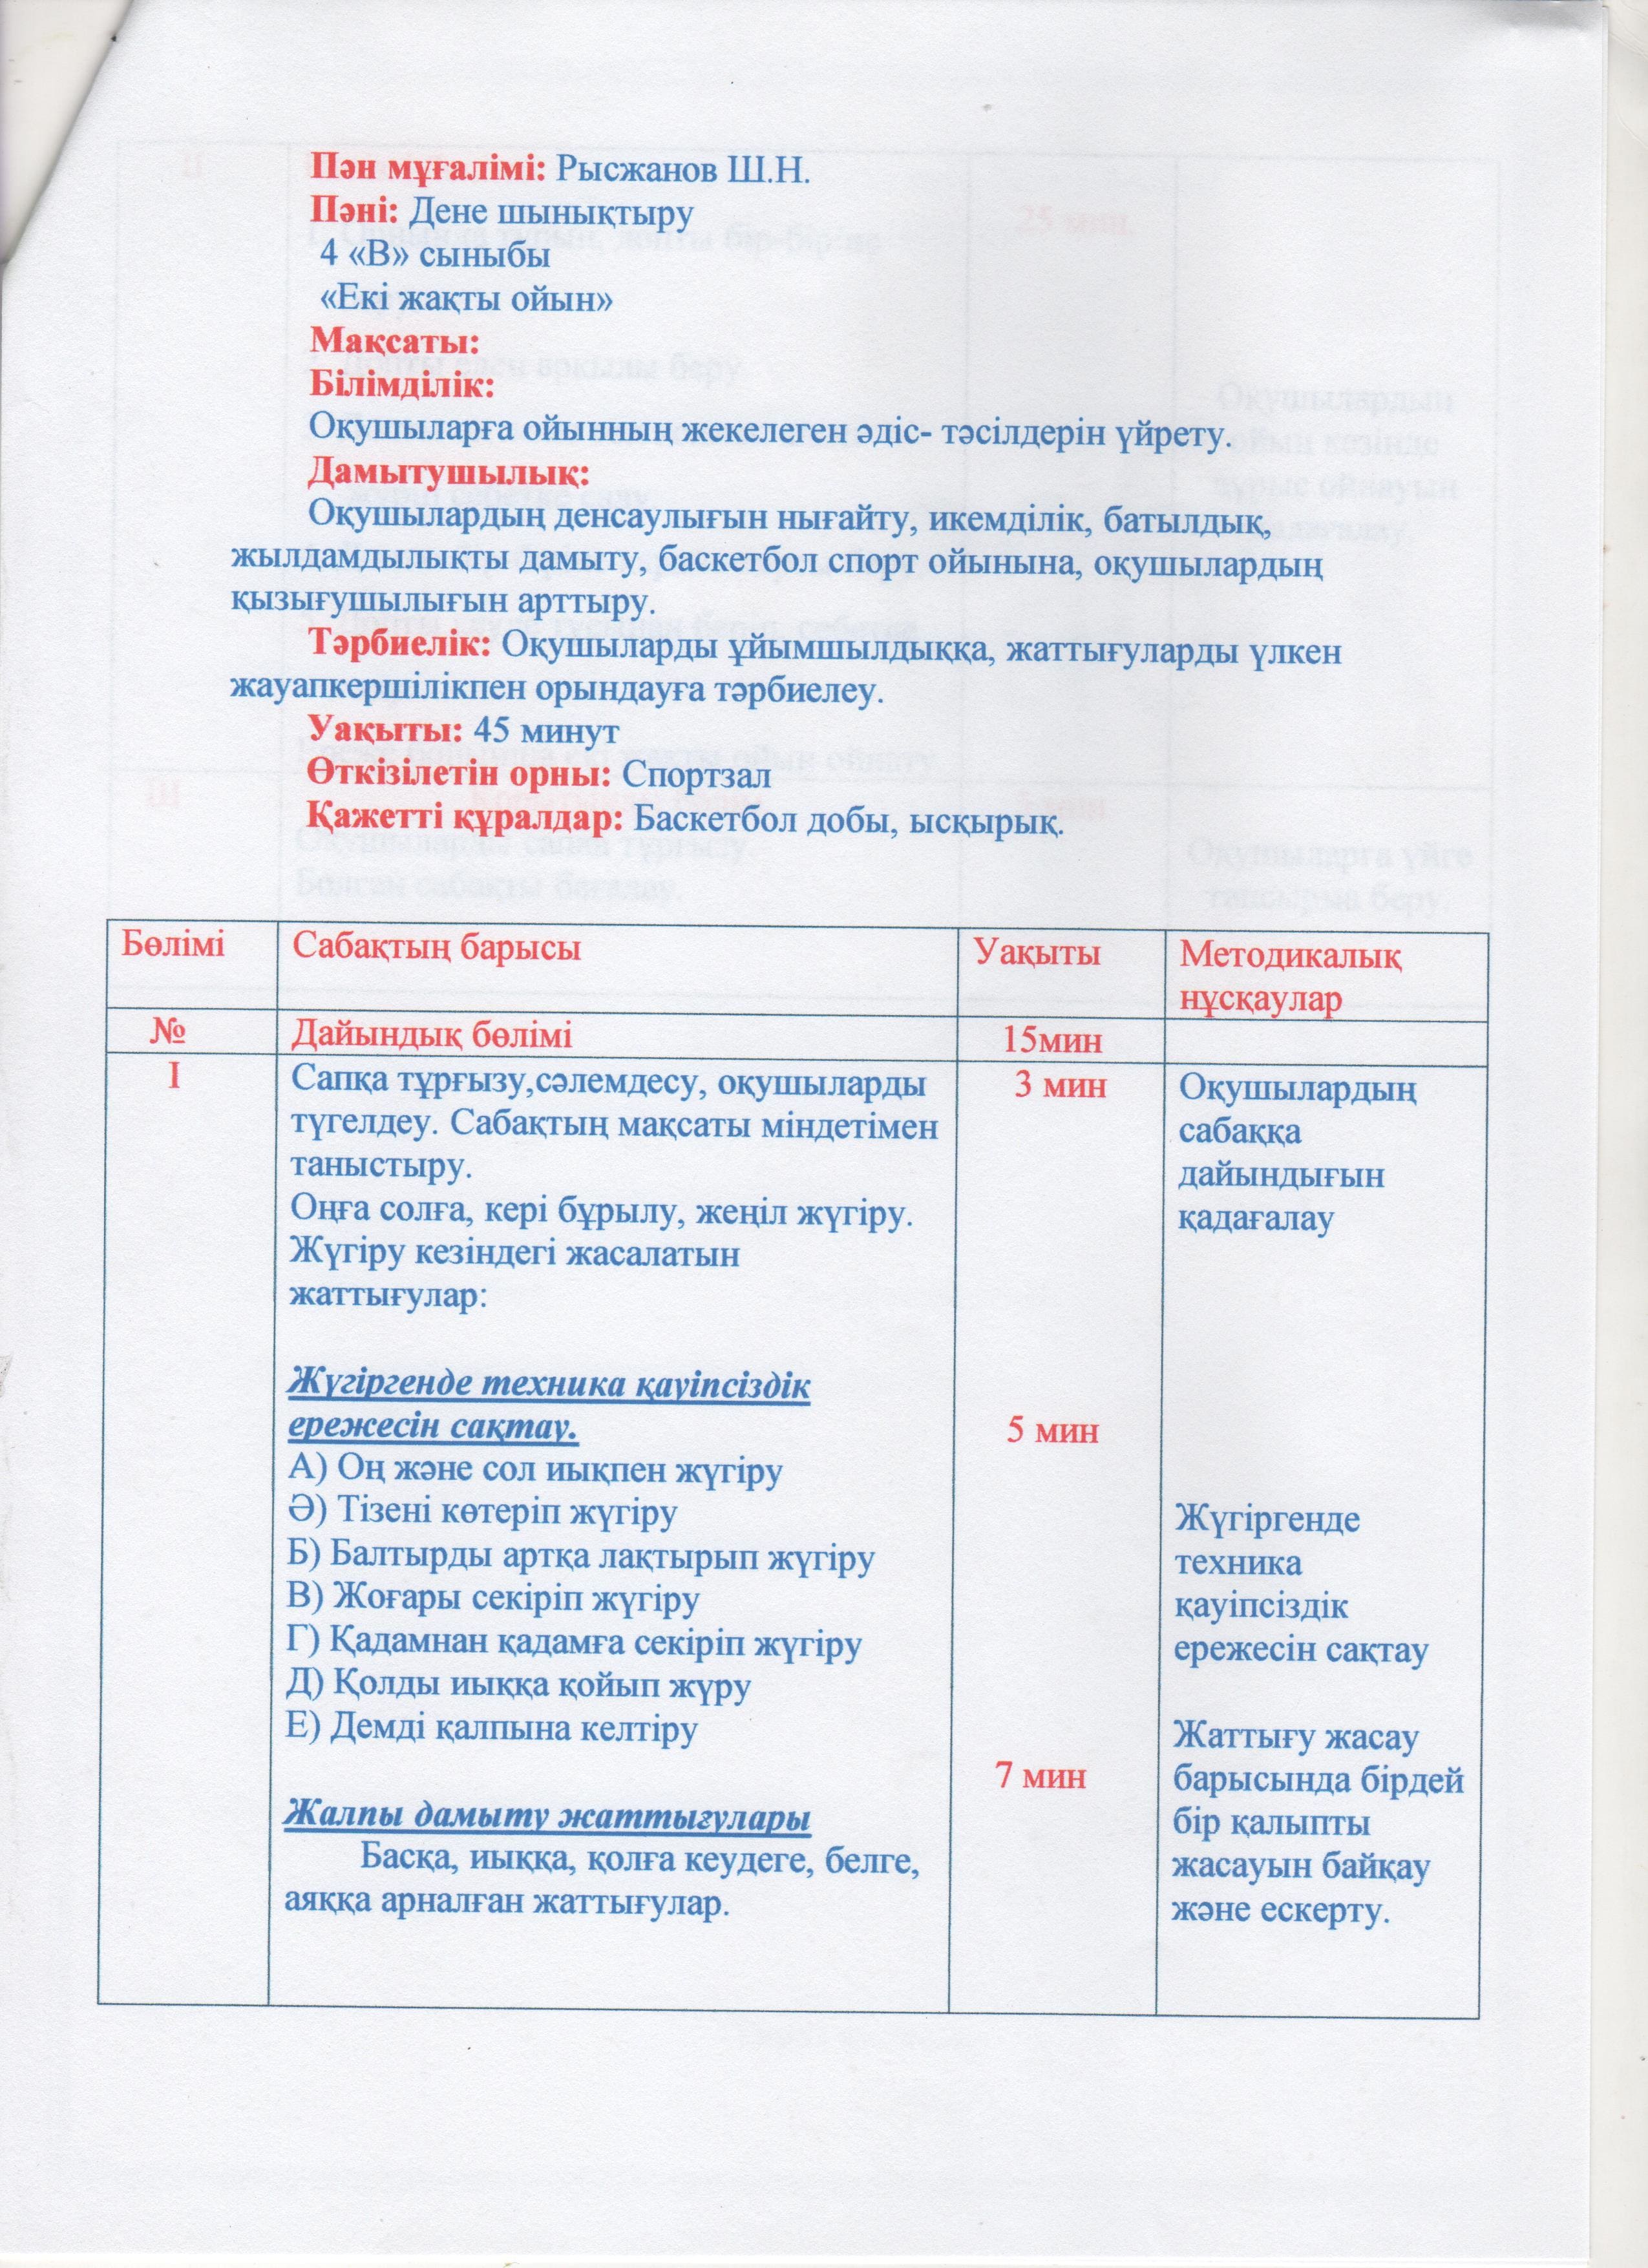 Пән мұғалімі: Рысжанов Ш.Н.
Пәні: Дене шынықтыру
4 «В» сыныбы
«Екі жақты ойын»
Мақсаты:
Білімділік:
Оқушыларға ойынның жекелеген әдіс- тәсілдерін үйрету.
Дамытушылық:
Оқушылардың денсаулығын нығайту, икемділік, батылдық,
жылдамдылықты дамыту, баскетбол спорт ойынына, оқушылардың
қызығушылығын арттыру.
Тәрбиелік: Оқушыларды ұйымшылдыққа, жаттығуларды үлкен
жауапкершілікпен орындауға тәрбиелеу.
Уақыты: 45 минут
Өткізілетін орны: Спортзал
Қажетті құралдар: Баскетбол добы, ысқырық.
Бөлімі
Сабақтың барысы
Уақыты
Методикалық
нұсқаулар
№
Дайындық бөлімі
15мин
I
Сапқа тұрғызу,сәлемдесу, оқушыларды
түгелдеу. Сабақтың мақсаты міндетімен
таныстыру.
Оңға солға, кері бұрылу, жеңіл жүгіру.
Жүгіру кезіндегі жасалатын
жаттығулар:
Жүгіргенде техника қауіпсіздік
ережесін сақтау.
А) Оң және сол иықпен жүгіру
Ә) Тізені көтеріп жүгіру
Б) Балтырды артқа лақтырып жүгіру
В) Жоғары секіріп жүгіру
Г) Қадамнан қадамға секіріп жүгіру
Д) Қолды иыққа қойып жүру
Е) Демді қалпына келтіру
Жалпы дамыту жаттығулары
Басқа, иыққа, қолға кеудеге, белге,
аяққа арналған жаттығулар.
3 мин
5 мин
7 мин
Оқушылардың
сабаққа
дайындығын
қадағалау
Жүгіргенде
техника
қауіпсіздік
ережесін сақтау
Жаттығу жасау
барысында бірдей
бір қалыпты
жасауын байқау
және ескерту.